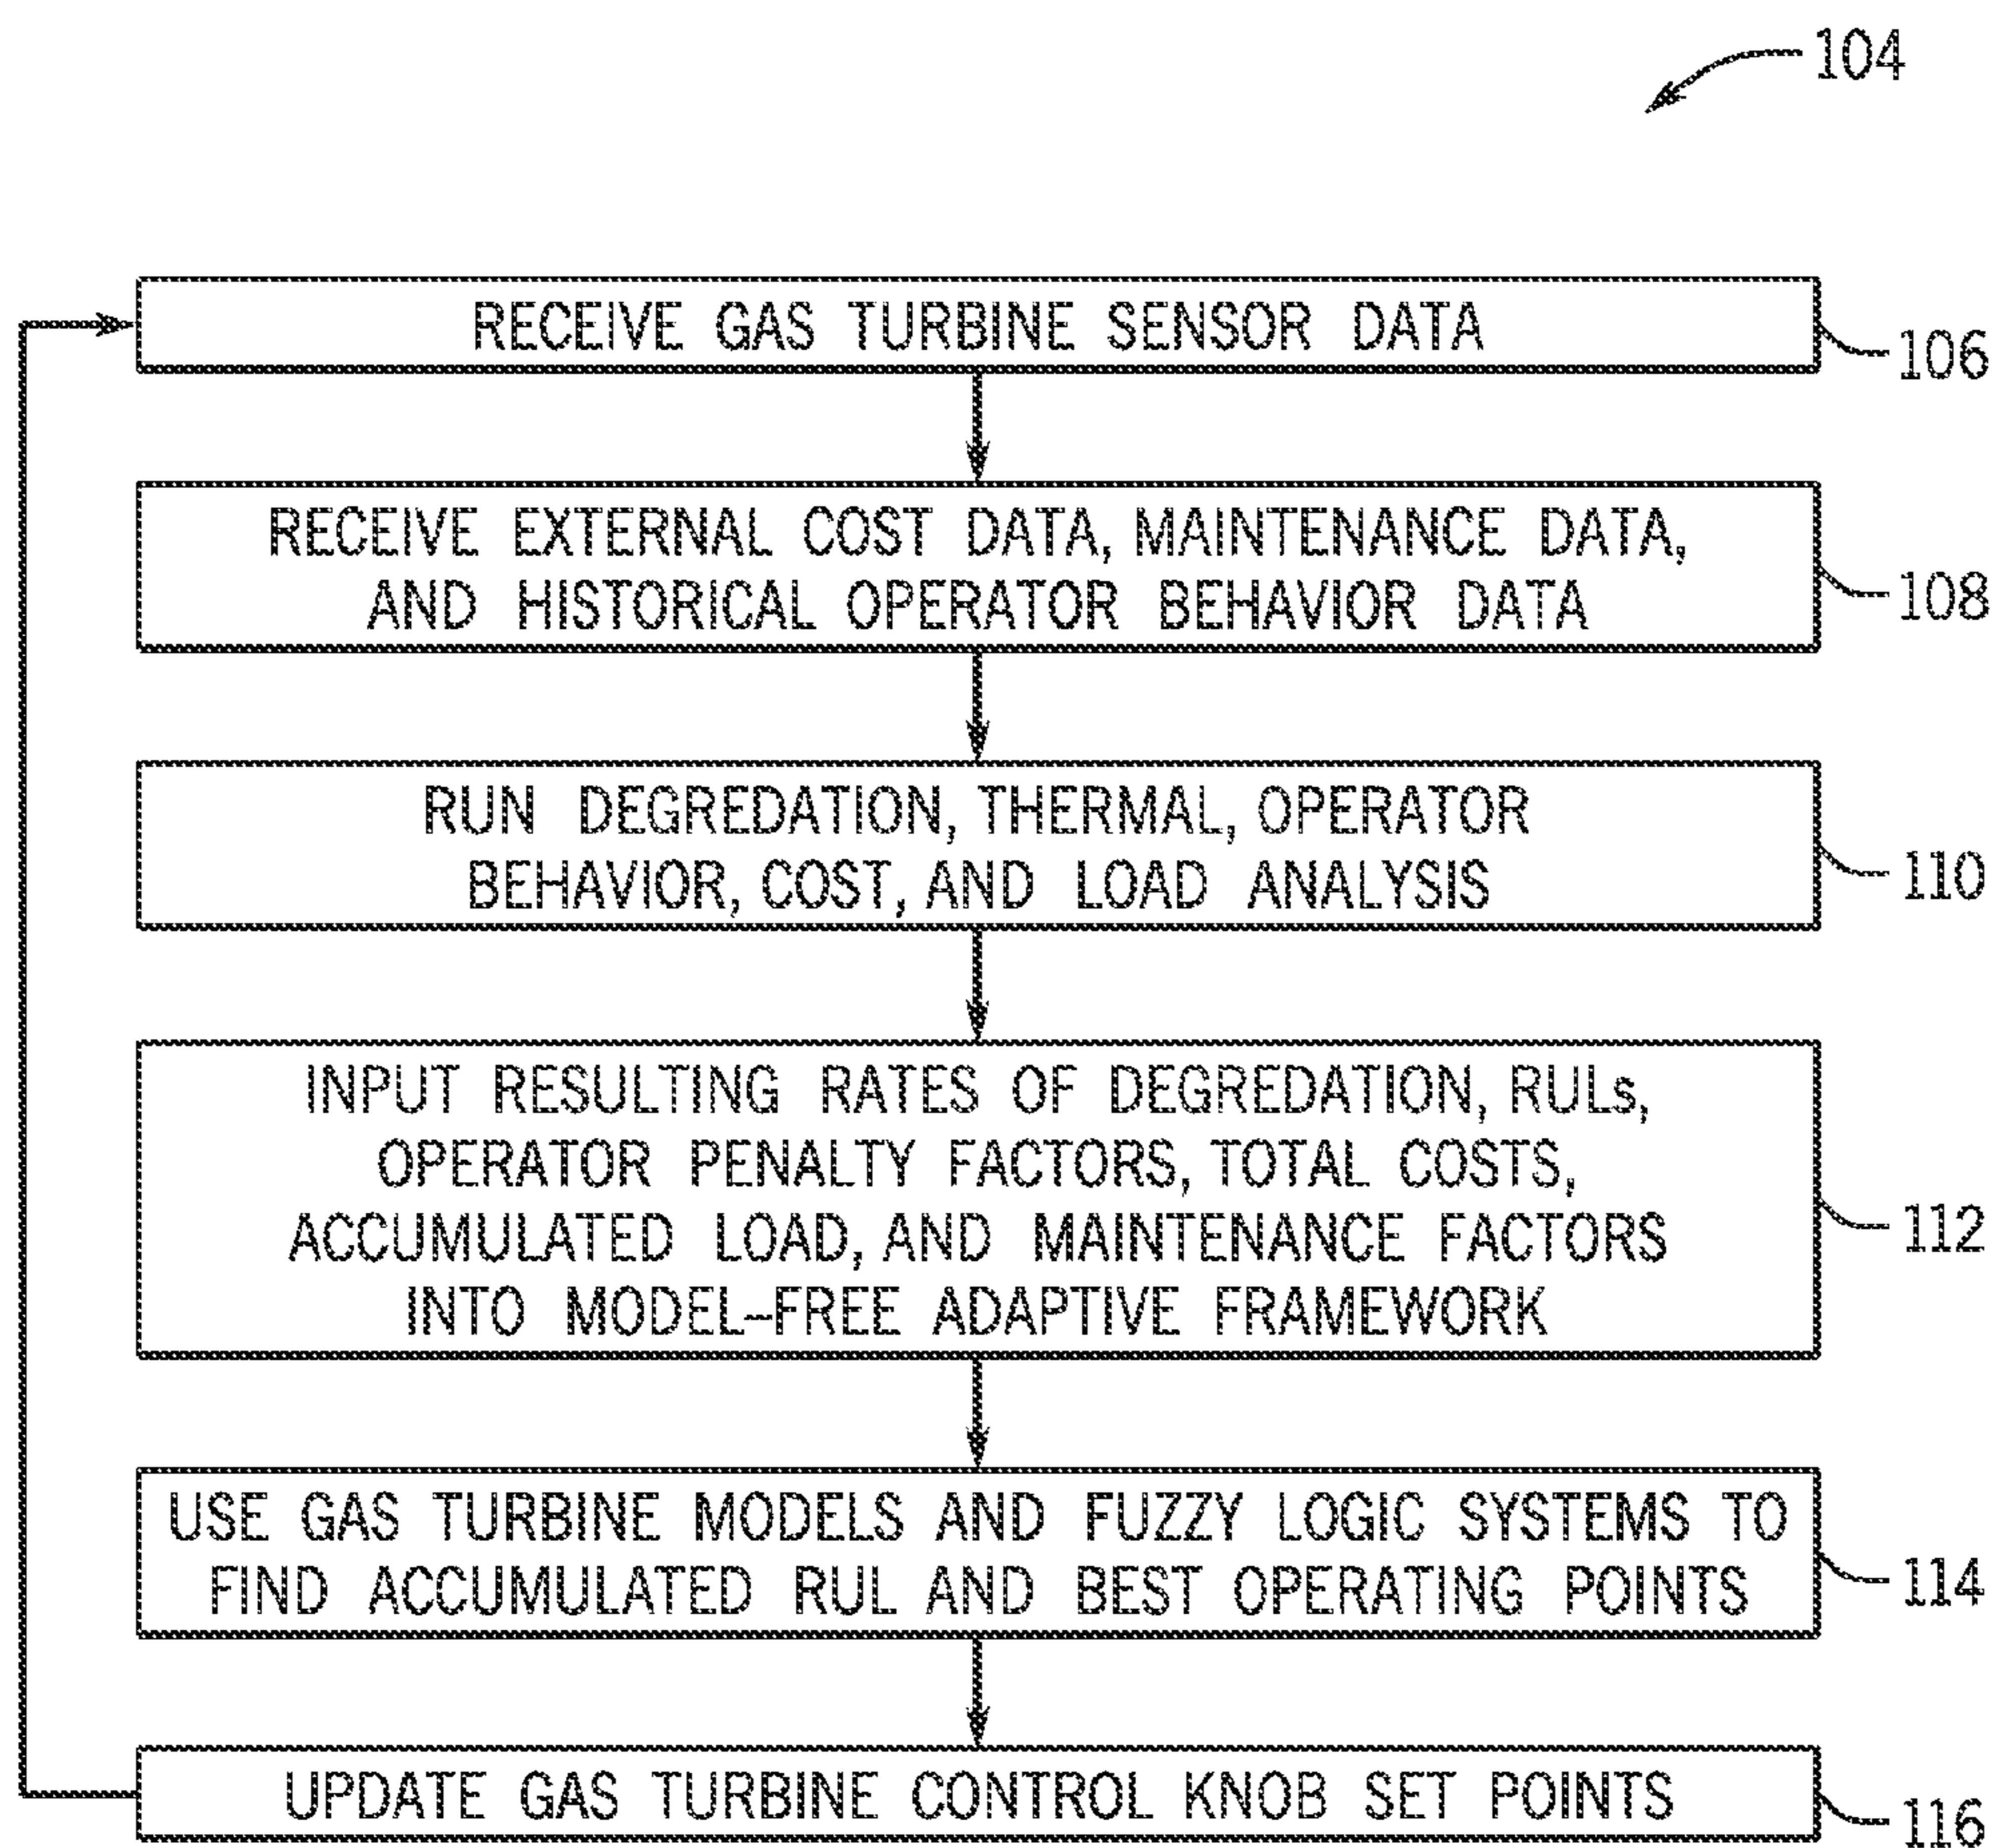 104
RECEIVE GAS TURBINE SENSOR DATA
106
RECEIVE EXTERNAL COST DATA, MAINTENANCE DATA,
AND HISTORICAL OPERATOR BEHAVIOR DATA
108
RUN DEGREDATION, THERMAL, OPERATOR
BEHAVIOR, COST, AND LOAD ANALYSIS
110
INPUT RESULTING RATES OF DEGREDATION, RULs,
OPERATOR PENALTY FACTORS, TOTAL COSTS,
ACCUMULATED LOAD, AND MAINTENANCE FACTORS
INTO MODEL-FREE ADAPTIVE FRAMEWORK
112
USE GAS TURBINE MODELS AND FUZZY LOGIC SYSTEMS TO
FIND ACCUMULATED RUL AND BEST OPERATING POINTS
114
UPDATE GAS TURBINE CONTROL KNOB SET POINTS
116